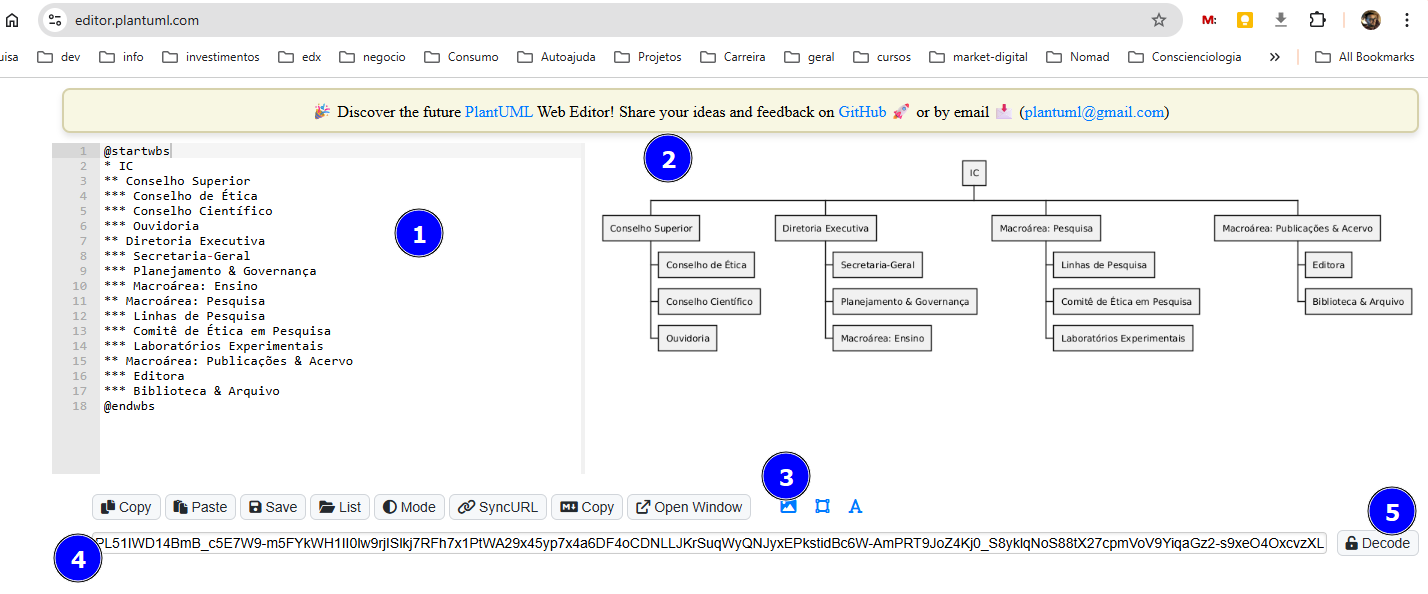 editor.plantuml.com
M:
uisa dev info investimentos edx negocio Consumo Autoajuda Projetos Carreira geral cursos market-digital Nomad Conscienciologia » All Bookmarks
Discover the future PlantUML Web Editor! Share your ideas and feedback on GitHub or by email (plantuml@gmail.com)
1 @startwbs
2 * IC
3 ** Conselho Superior
4 *** Conselho de Ética
5 *** Conselho Científico
6 *** Ouvidoria
7 ** Diretoria Executiva
8 *** Secretaria-Geral
9 *** Planejamento & Governança
10 *** Macroárea: Ensino
11 ** Macroárea: Pesquisa
12 *** Linhas de Pesquisa
13 *** Comitê de Ética em Pesquisa
14 *** Laboratórios Experimentais
15 ** Macroárea: Publicações & Acervo
16 *** Editora
17 *** Biblioteca & Arquivo
18 @endwbs
1
2
IC
Conselho Superior Diretoria Executiva Macroárea: Pesquisa Macroárea: Publicações & Acervo
Conselho de Ética Secretaria-Geral Linhas de Pesquisa Editora
Conselho Científico Planejamento & Governança Comitê de Ética em Pesquisa Biblioteca & Arquivo
Ouvidoria Macroárea: Ensino Laboratórios Experimentais
3
Copy Paste Save List Mode SyncURL Copy Open Window A
5
4
Decode